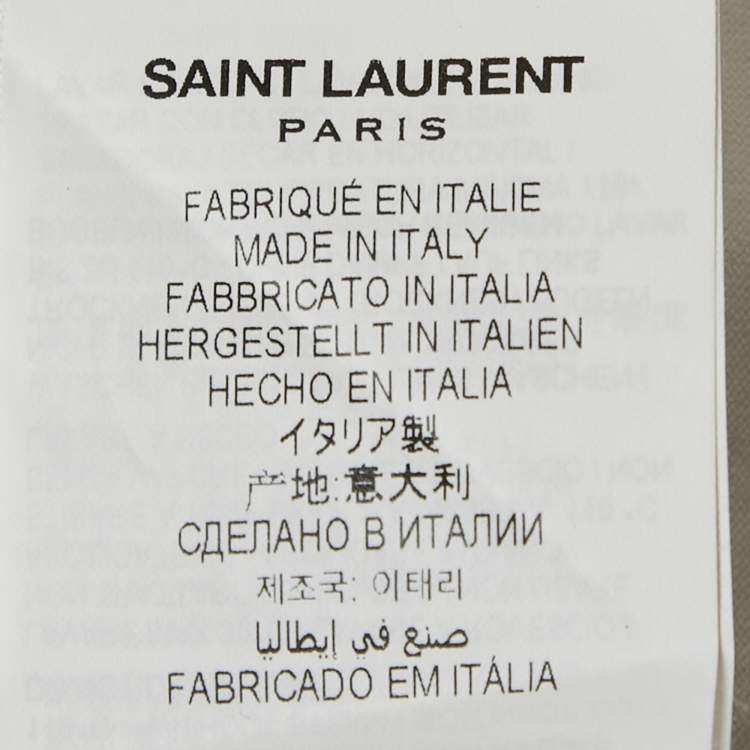 SAINT LAURENT
PARIS
FABRIQUÉ EN ITALIE
MADE IN ITALY
FABBRICATO IN ITALIA
HERGESTELLT IN ITALIEN
HECHO EN ITALIA
イタリア製
产地:意大利
СДЕЛАНО В ИТАЛИИ
제조국: 이태리
صنع في إيطاليا
FABRICADO EM ITÁLIA